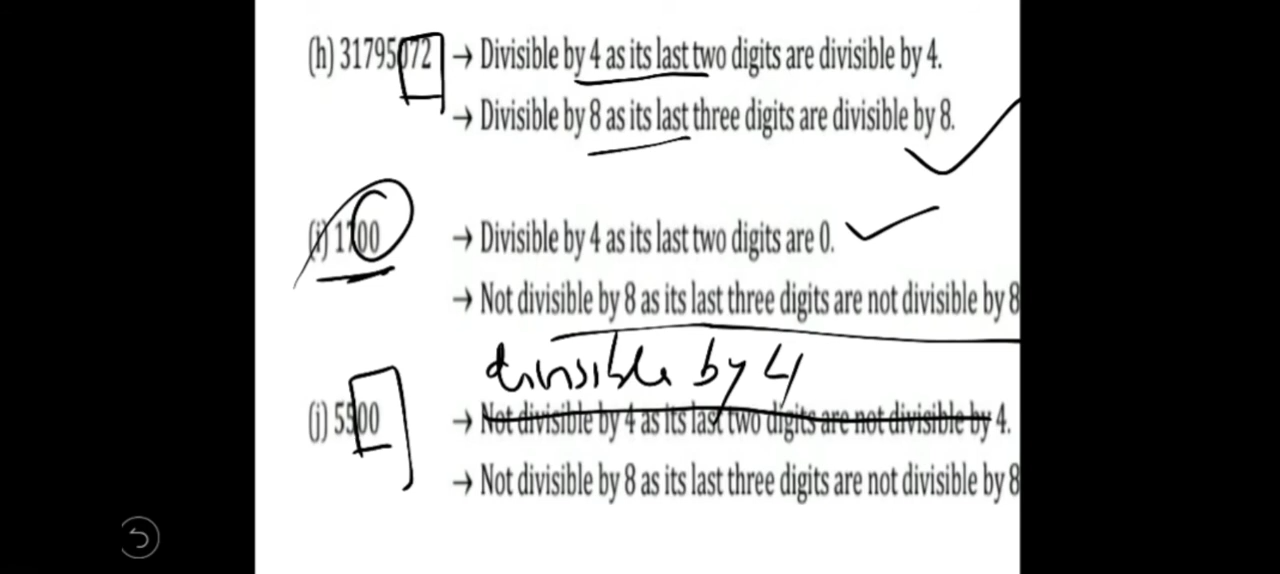 (h) 31795072 → Divisible by 4 as its last two digits are divisible by 4.
→ Divisible by 8 as its last three digits are divisible by 8.
(i) 1700 → Divisible by 4 as its last two digits are 0.
→ Not divisible by 8 as its last three digits are not divisible by 8
divisible by 4
(j) 5500 → Not divisible by 4 as its last two digits are not divisible by 4.
→ Not divisible by 8 as its last three digits are not divisible by 8